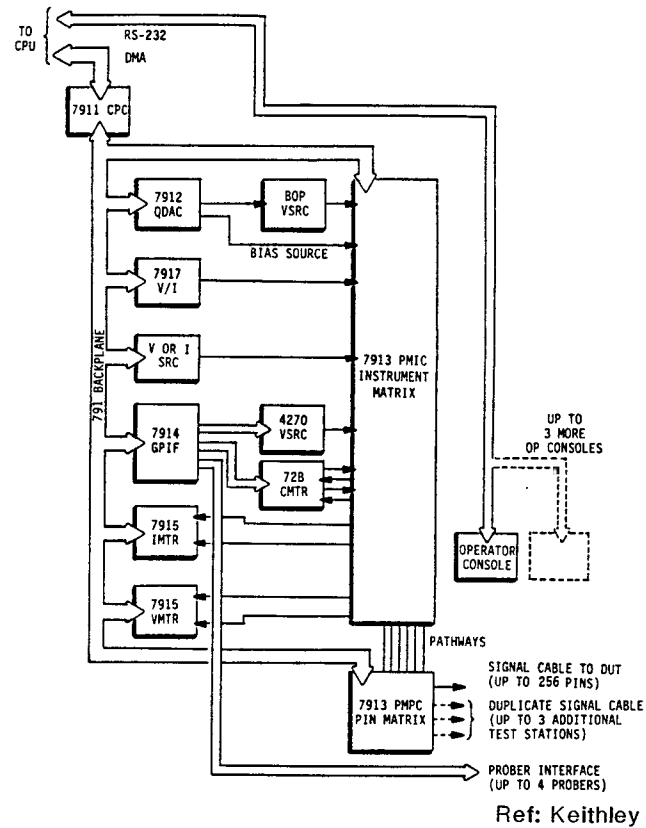 TO
CPU
RS-232
DMA
7911 CPC
7912
QDAC
BOP
VSRC
BIAS SOURCE
7917
V/I
791 BACKPLANE
V OR I
SRC
7913 PMIC
INSTRUMENT
MATRIX
7914
GPIF
4270
VSRC
72B
CMTR
UP TO
3 MORE
OP CONSOLES
7915
IMTR
OPERATOR
CONSOLE
7915
VMTR
PATHWAYS
7913 PMPC
PIN MATRIX
SIGNAL CABLE TO DUT
(UP TO 256 PINS)
DUPLICATE SIGNAL CABLE
(UP TO 3 ADDITIONAL
TEST STATIONS)
PROBER INTERFACE
(UP TO 4 PROBERS)
Ref: Keithley